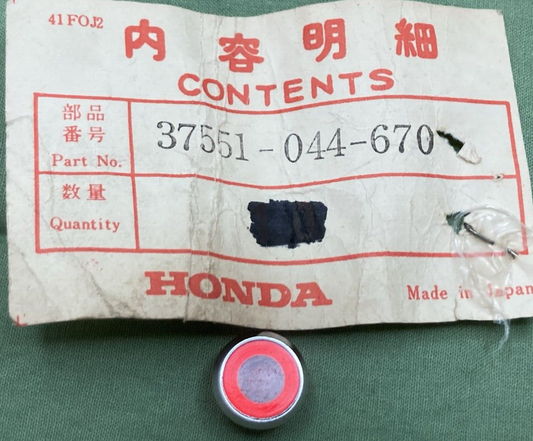 41FOJ2
内容明細
CONTENTS
部品
番号
Part No.
37551-044-670
数量
Quantity
HONDA
Made in Japan